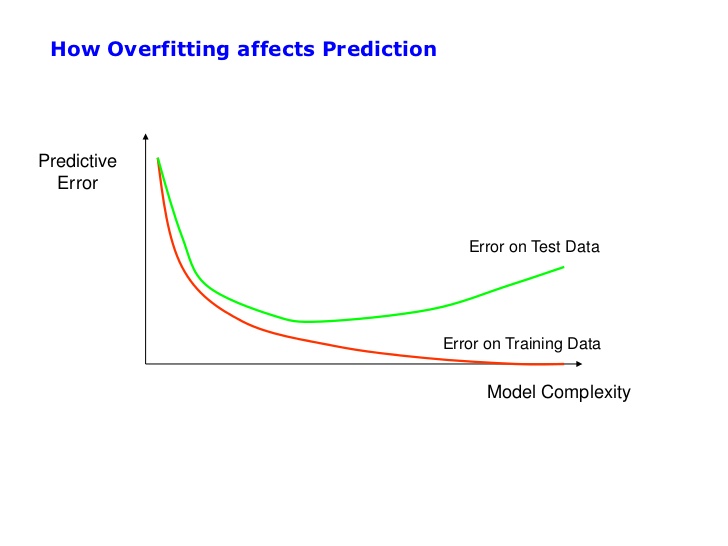 How Overfitting affects Prediction
Predictive
Error
Error on Test Data
Error on Training Data
Model Complexity